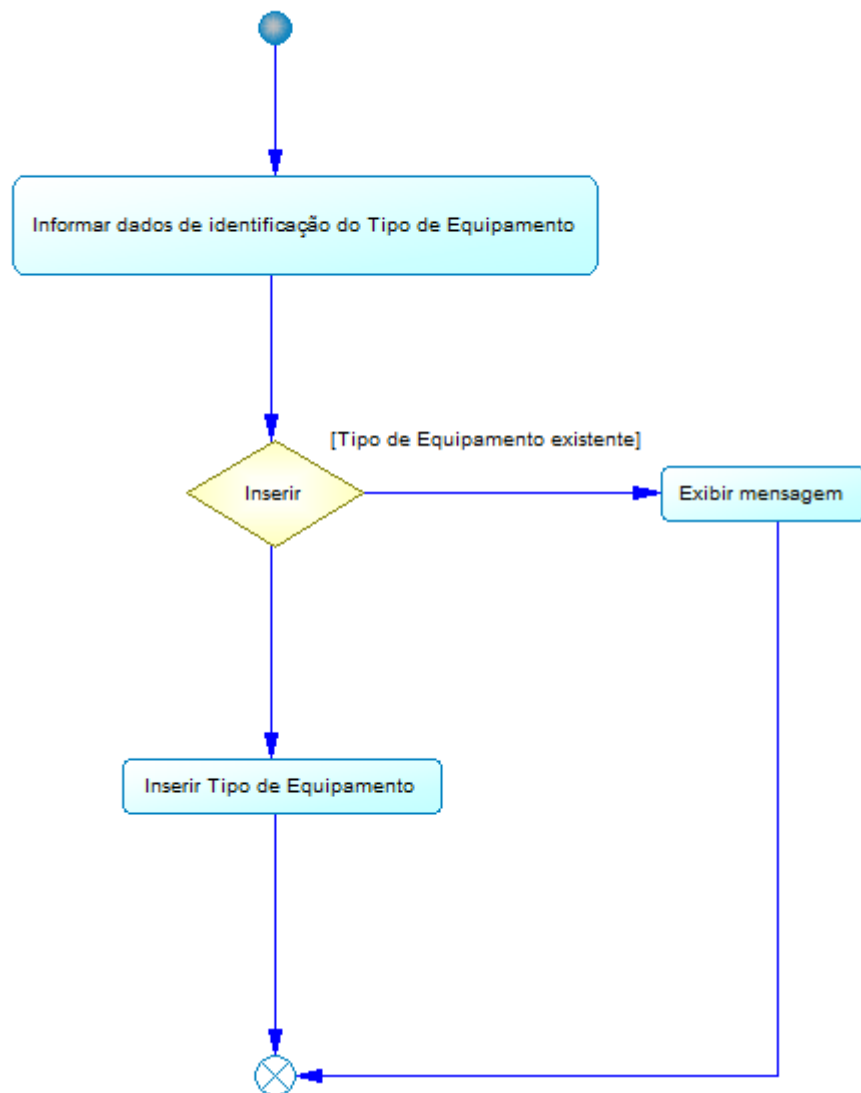 Informar dados de identificação do Tipo de Equipamento
[Tipo de Equipamento existente]
Inserir
Exibir mensagem
Inserir Tipo de Equipamento